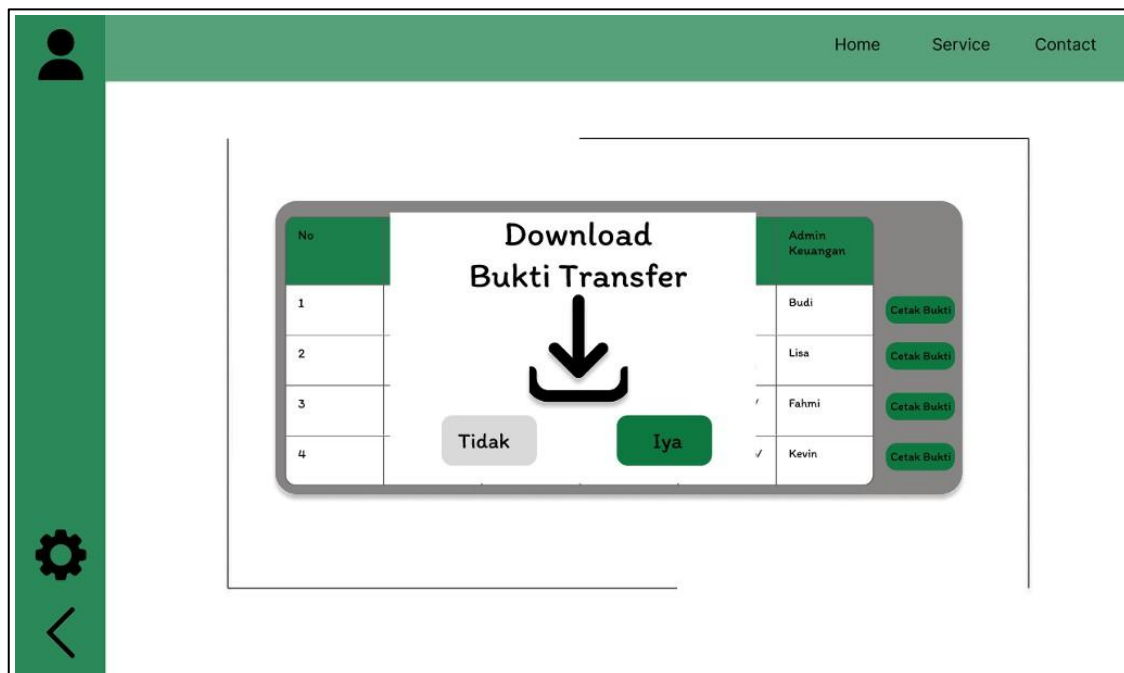 Home Service Contact
Download
Bukti Transfer
No
Admin
Keuangan
1 Budi Cetak Bukti
2 Lisa Cetak Bukti
3 Fahmi Cetak Bukti
4 Kevin Cetak Bukti
Tidak Iya